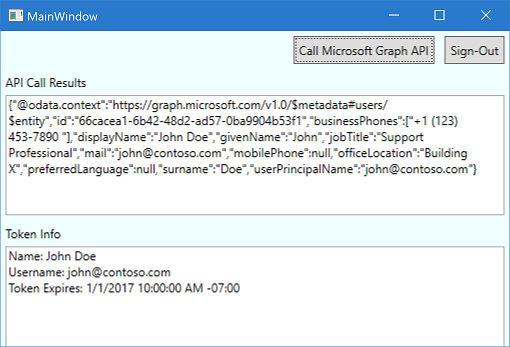 MainWindow
Call Microsoft Graph API
Sign-Out
API Call Results
{"@odata.context":"https://graph.microsoft.com/v1.0/$metadata#users/
$entity","id":"66cacea1-6b42-48d2-ad57-0ba9904b53f1","businessPhones":["+1 (123)
453-7890 "],"displayName":"John Doe","givenName":"John","jobTitle":"Support
Professional","mail":"john@contoso.com","mobilePhone":null,"officeLocation":"Building
X","preferredLanguage":null,"surname":"Doe","userPrincipalName":"john@contoso.com"}
Token Info
Name: John Doe
Username: john@contoso.com
Token Expires: 1/1/2017 10:00:00 AM -07:00